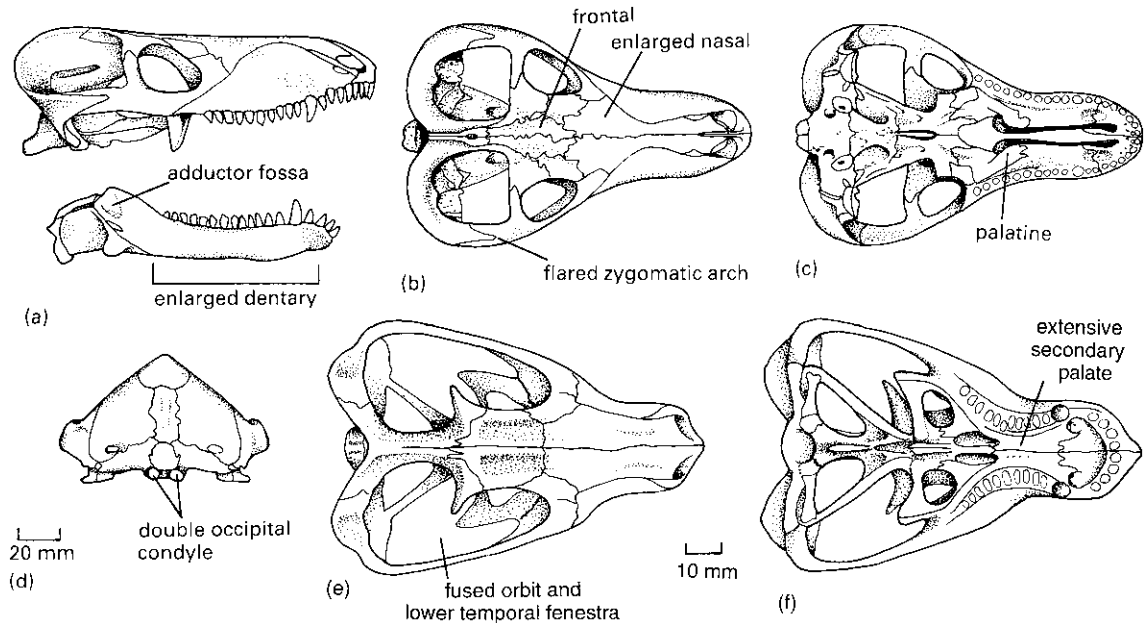 frontal
enlarged nasal
adductor fossa
enlarged dentary
(a)
(b)
flared zygomatic arch
palatine
(c)
double occipital
condyle
20 mm
(d)
(e)
fused orbit and
lower temporal fenestra
10 mm
extensive
secondary
palate
(f)